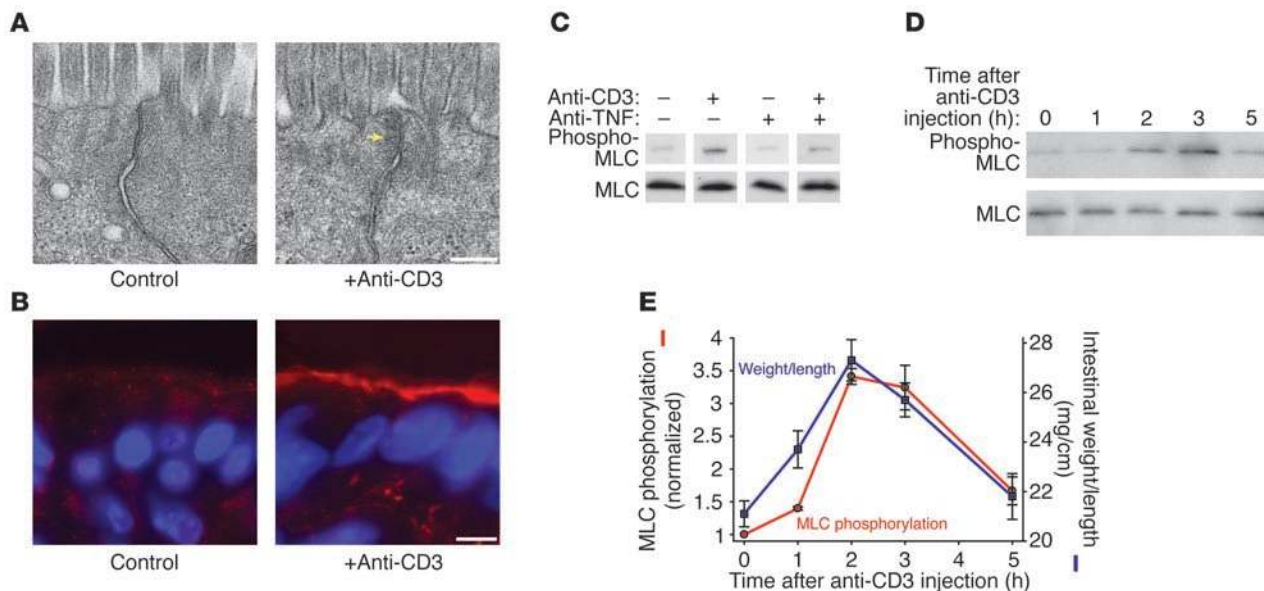 A
Control
+Anti-CD3
B
Control
+Anti-CD3
C
Anti-CD3: – + – +
Anti-TNF: – – + +
Phospho-
MLC
MLC
D
Time after
anti-CD3
injection (h) 0 1 2 3 5
Phospho-
MLC
MLC
E
MLC phosphorylation
(normalized)
4
3.5
3
2.5
2
1.5
1
Weight/length
MLC phosphorylation
28
26
24
22
20
Intestinal weight/length
(mg/cm)
0 1 2 3 4 5
Time after anti-CD3 injection (h)